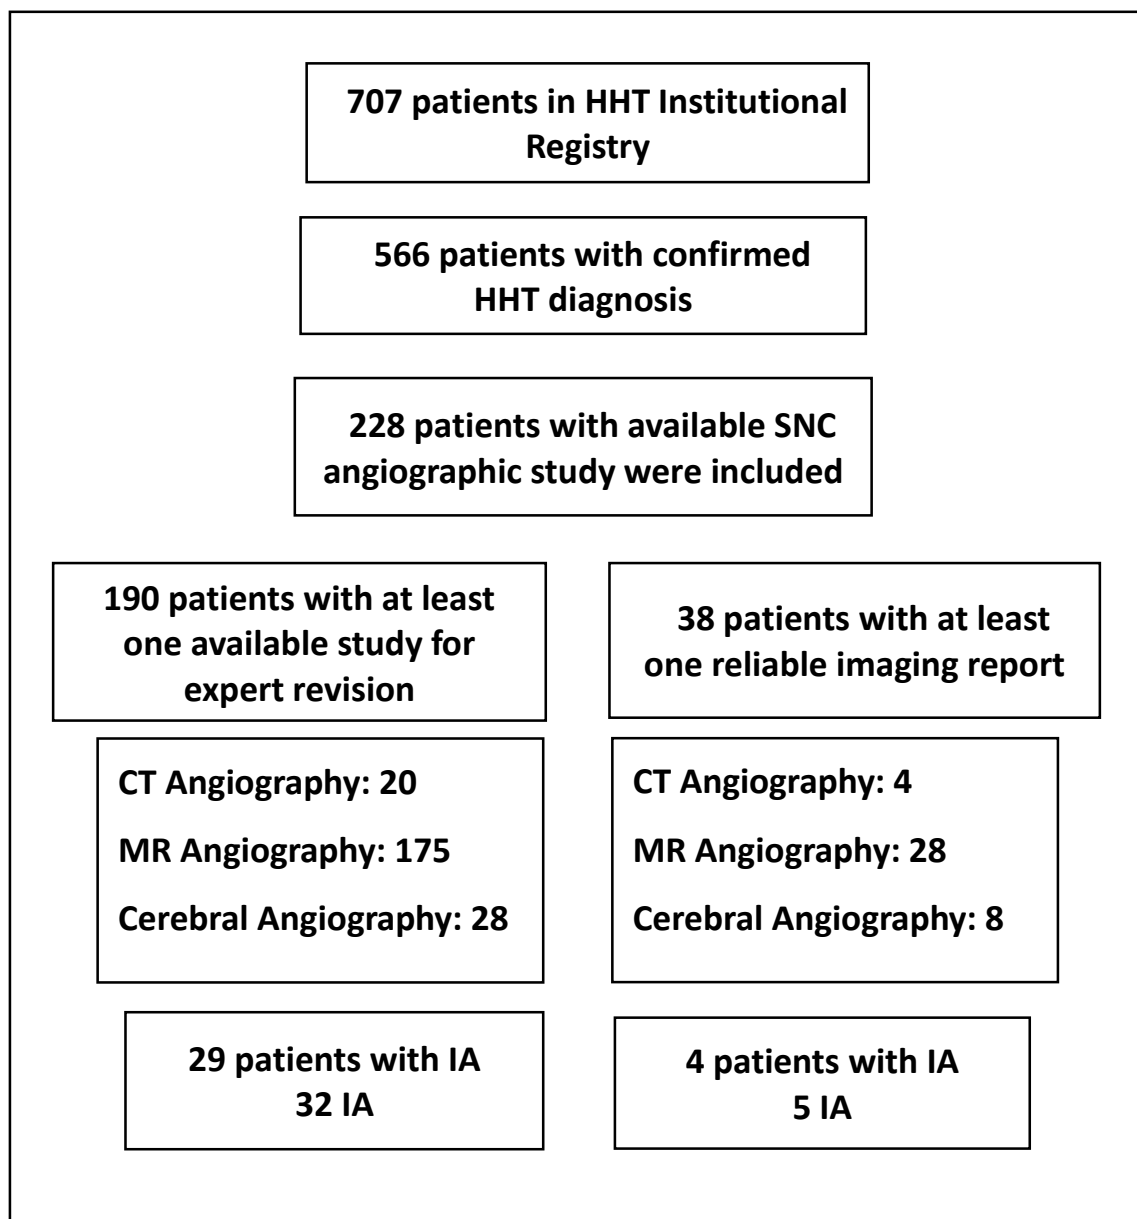 707 patients in HHT Institutional
Registry
566 patients with confirmed
HHT diagnosis
228 patients with available SNC
angiographic study were included
190 patients with at least
one available study for
expert revision
38 patients with at least
one reliable imaging report
CT Angiography: 20
MR Angiography: 175
Cerebral Angiography: 28
CT Angiography: 4
MR Angiography: 28
Cerebral Angiography: 8
29 patients with IA
32 IA
4 patients with IA
5 IA